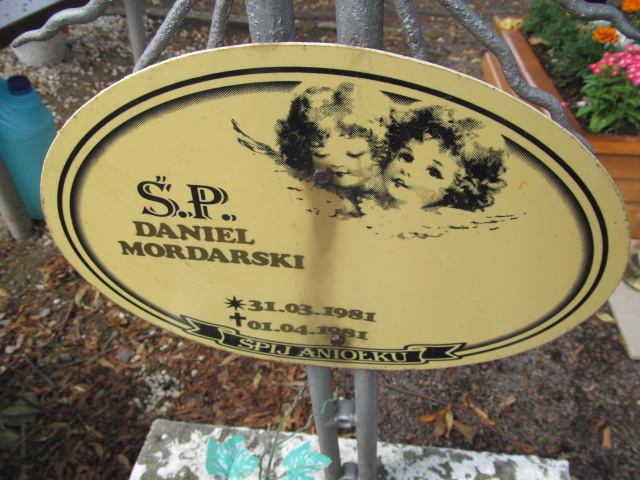 Ś.P.
DANIEL
MORDARSKI
* 31.03.1981
✝ 01.04.1981
ŚPIJ ANIOŁKU